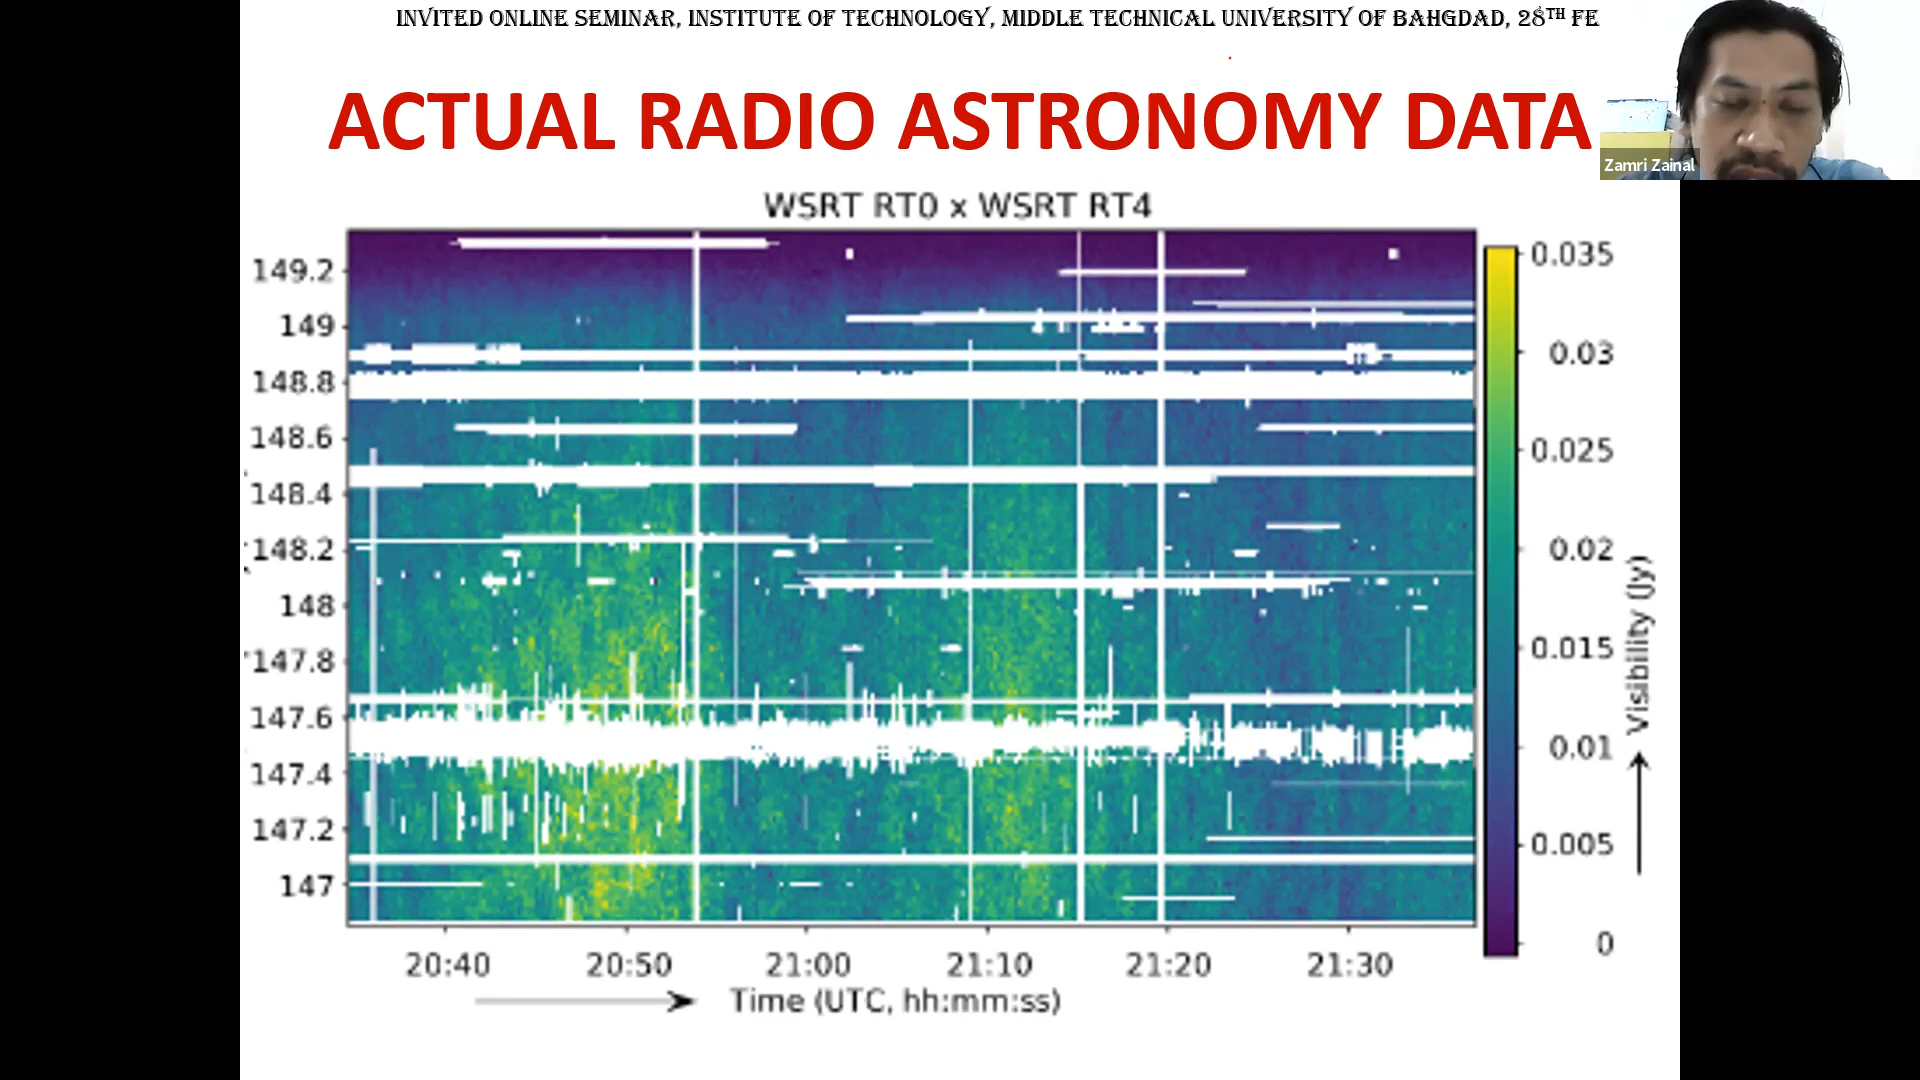 INVITED ONLINE SEMINAR, INSTITUTE OF TECHNOLOGY, MIDDLE TECHNICAL UNIVERSITY OF BAHGDAD, 28TH FE
ACTUAL RADIO ASTRONOMY DATA
Zamri Zainal
WSRT RT0 x WSRT RT4
149.2
149
148.8
148.6
148.4
148.2
148
147.8
147.6
147.4
147.2
147
0.035
0.03
0.025
0.02
0.015
0.01
0.005
0
Visibility (Jy)
20:40 20:50 21:00 21:10 21:20 21:30
Time (UTC, hh:mm:ss)